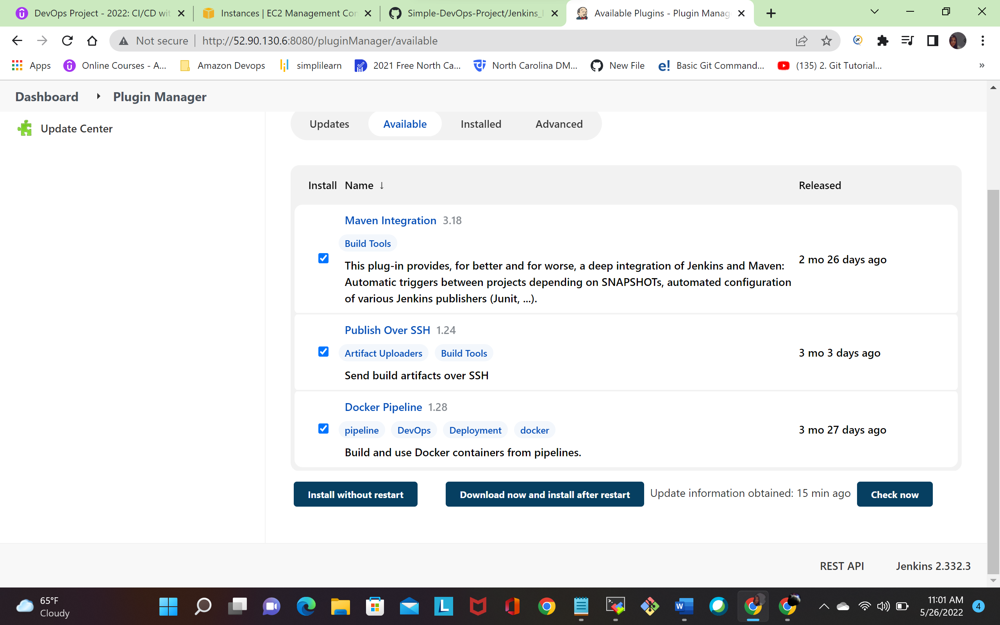 DevOps Project - 2022: CI/CD wit
Instances | EC2 Management Con
Simple-DevOps-Project/Jenkins_
Available Plugins - Plugin Manag
Not secure
http://52.90.130.6:8080/pluginManager/available
Apps
Online Courses - A...
Amazon Devops
simplilearn
2021 Free North Ca...
North Carolina DM...
New File
e!
Basic Git Command...
(135) 2. Git Tutorial...
»
Dashboard
Plugin Manager
Update Center
Updates
Available
Installed
Advanced
Install Name ↓
Released
Maven Integration 3.18
Build Tools
This plug-in provides, for better and for worse, a deep integration of Jenkins and Maven:
Automatic triggers between projects depending on SNAPSHOTs, automated configuration
of various Jenkins publishers (Junit, ...).
2 mo 26 days ago
Publish Over SSH 1.24
Artifact Uploaders Build Tools
Send build artifacts over SSH
3 mo 3 days ago
Docker Pipeline 1.28
pipeline DevOps Deployment docker
Build and use Docker containers from pipelines.
3 mo 27 days ago
Install without restart
Download now and install after restart
Update information obtained: 15 min ago
Check now
REST API
Jenkins 2.332.3
65°F
Cloudy
L
W
11:01 AM
5/26/2022
4